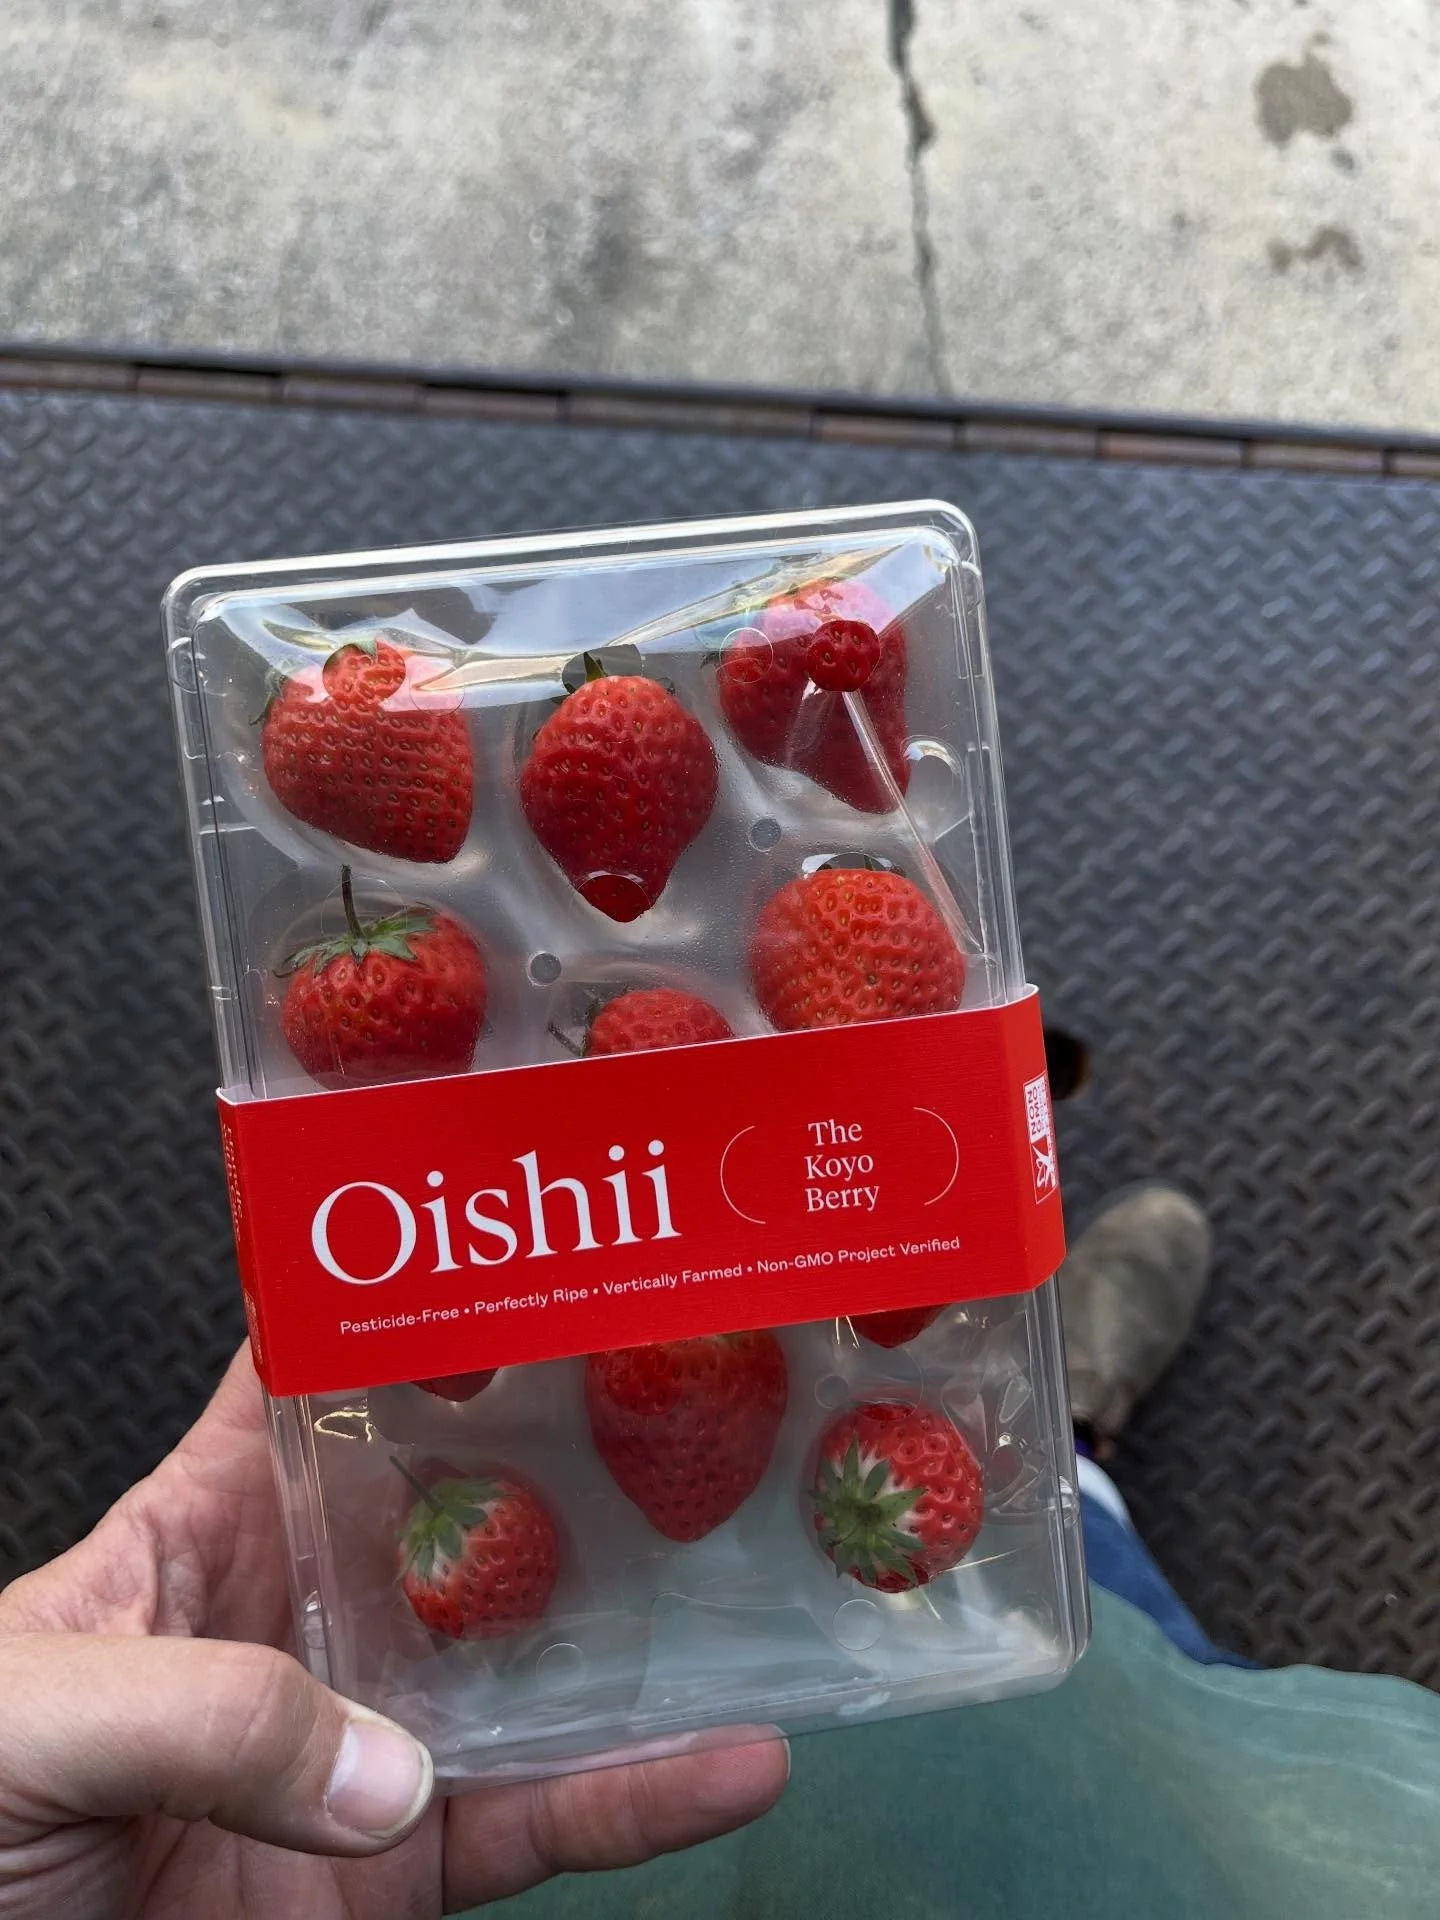 Oishii
The
Koyo
Berry
Pesticide-Free • Perfectly Ripe • Vertically Farmed • Non-GMO Project Verified